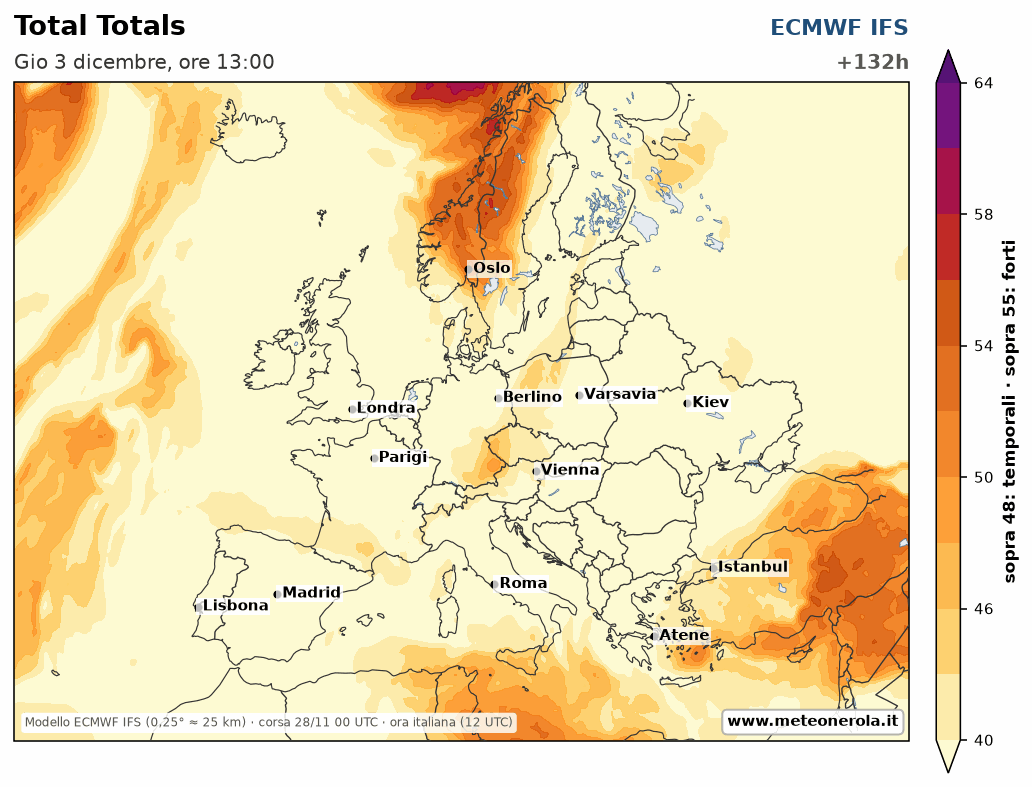 Total Totals
ECMWF IFS
Gio 3 dicembre, ore 13:00
+132h
64
58
54
50
46
40
sopra 48: temporali · sopra 55: forti
Oslo
Berlino
Varsavia
Kiev
Londra
Parigi
Vienna
Istanbul
Roma
Madrid
Lisbona
Atene
Modello ECMWF IFS (0,25° ≈ 25 km) · corsa 28/11 00 UTC · ora italiana (12 UTC)
www.meteonerola.it